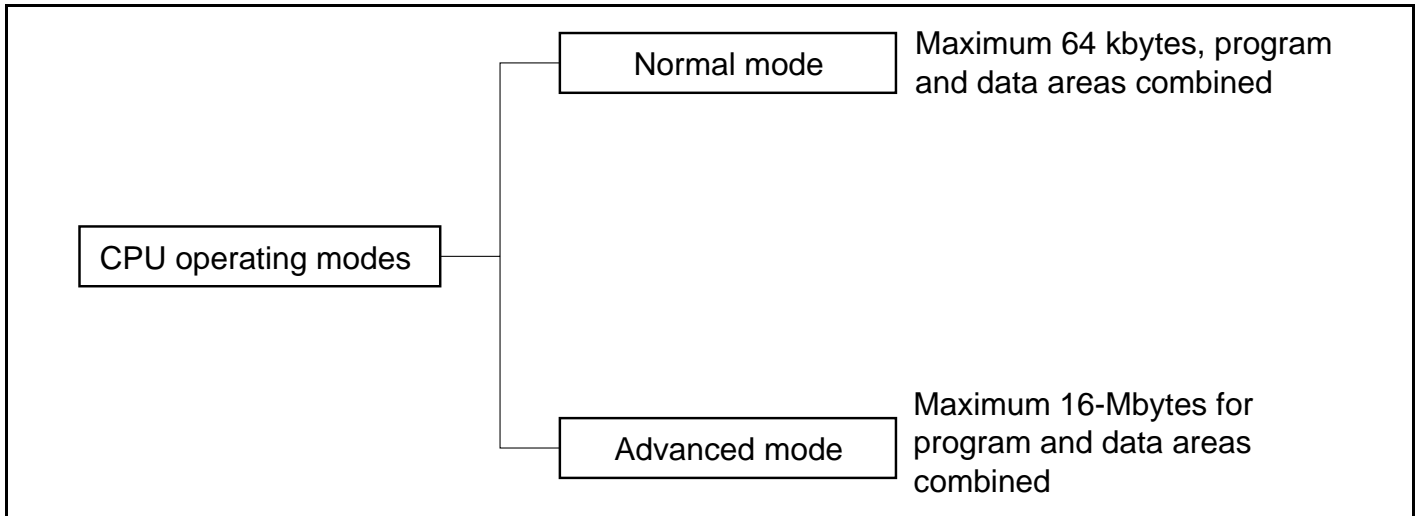 Normal mode
Maximum 64 kbytes, program
and data areas combined
CPU operating modes
Advanced mode
Maximum 16-Mbytes for
program and data areas
combined